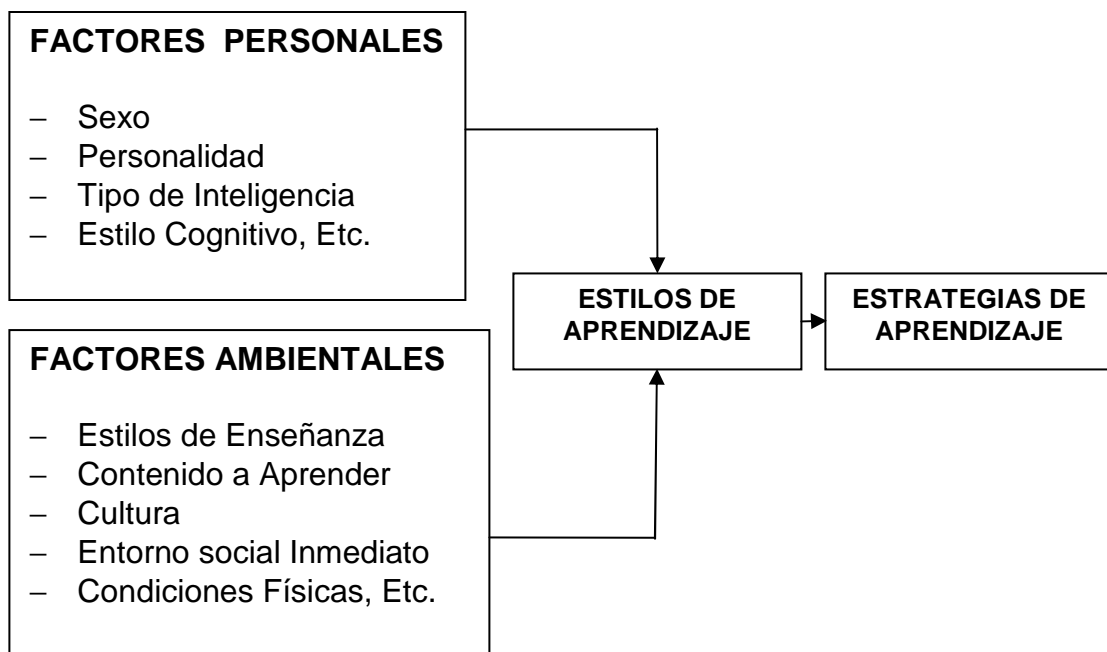 FACTORES PERSONALES
– Sexo
– Personalidad
– Tipo de Inteligencia
– Estilo Cognitivo, Etc.
FACTORES AMBIENTALES
– Estilos de Enseñanza
– Contenido a Aprender
– Cultura
– Entorno social Inmediato
– Condiciones Físicas, Etc.
ESTILOS DE
APRENDIZAJE
ESTRATEGIAS DE
APRENDIZAJE